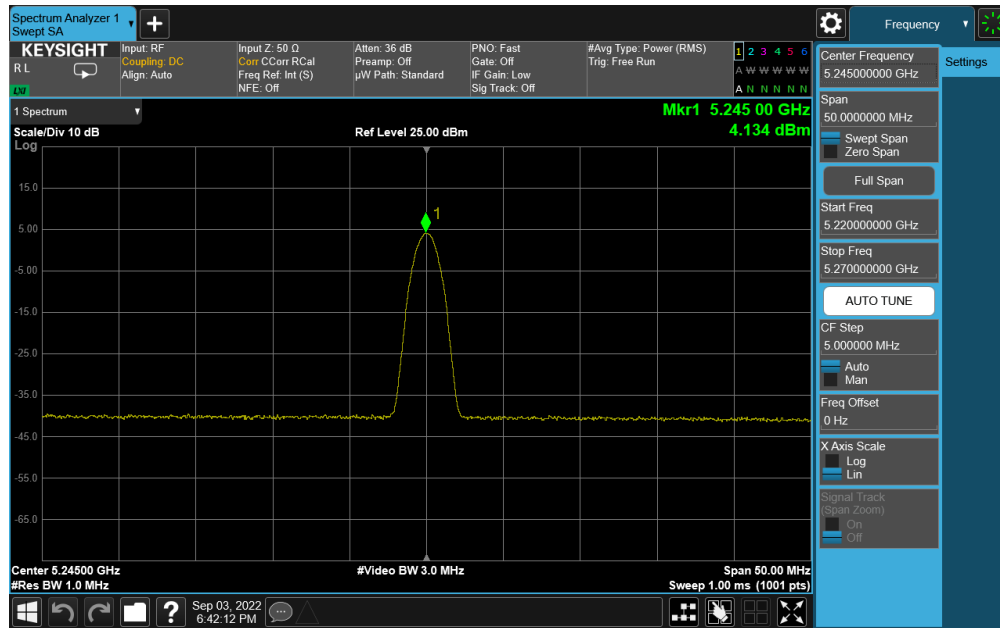 Spectrum Analyzer 1
Swept SA
Frequency
KEYSIGHT
R L
LXI
Input: RF
Coupling: DC
Align: Auto
Input Z: 50 Ω
Corr CCorr RCal
Freq Ref: Int (S)
NFE: Off
Atten: 36 dB
Preamp: Off
µW Path: Standard
PNO: Fast
Gate: Off
IF Gain: Low
Sig Track: Off
#Avg Type: Power (RMS)
Trig: Free Run
1 2 3 4 5 6
A W W W W W
A N N N N N
1 Spectrum
Scale/Div 10 dB
Log
Ref Level 25.00 dBm
Mkr1 5.245 00 GHz
4.134 dBm
1
15.0
5.00
-5.00
-15.0
-25.0
-35.0
-45.0
-55.0
-65.0
Center 5.24500 GHz
#Res BW 1.0 MHz
#Video BW 3.0 MHz
Span 50.00 MHz
Sweep 1.00 ms (1001 pts)
Sep 03, 2022
6:42:12 PM
Center Frequency
5.245000000 GHz
Span
50.0000000 MHz
Swept Span
Zero Span
Full Span
Start Freq
5.220000000 GHz
Stop Freq
5.270000000 GHz
AUTO TUNE
CF Step
5.000000 MHz
Auto
Man
Freq Offset
0 Hz
X Axis Scale
Log
Lin
Signal Track
(Span Zoom)
On
Off
Settings